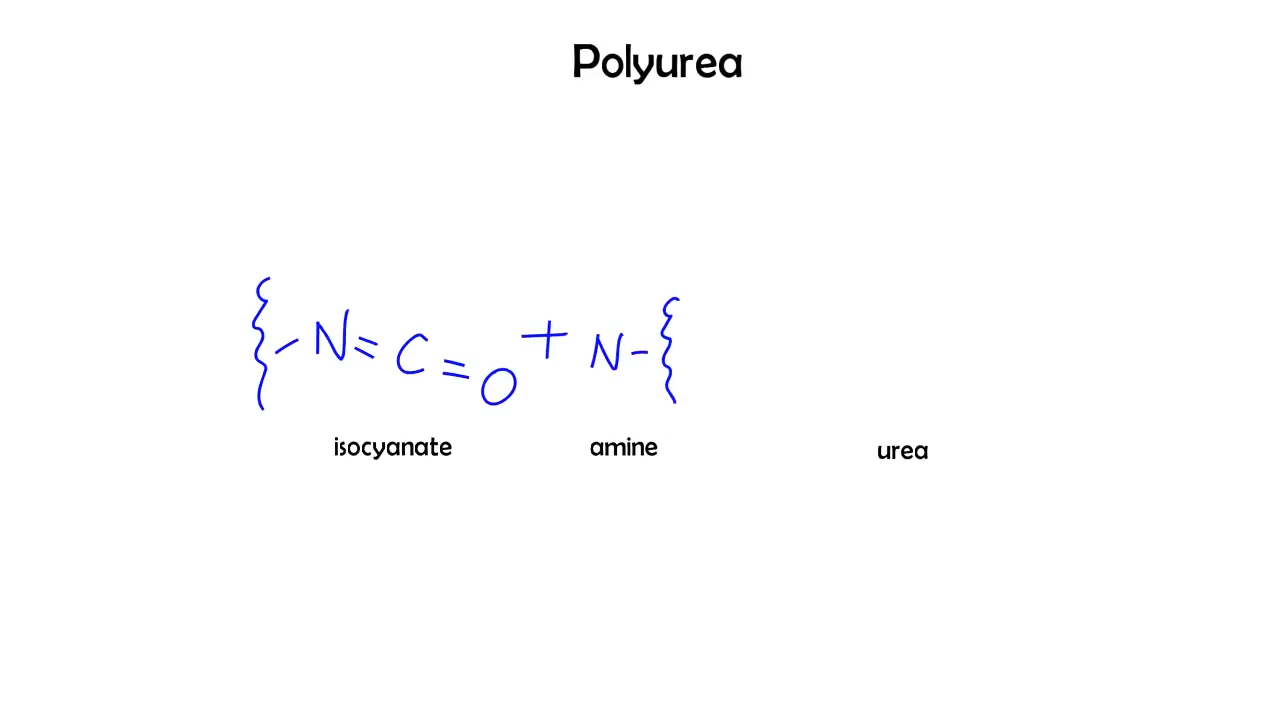 Polyurea
N=C=O + N-
isocyanate amine urea